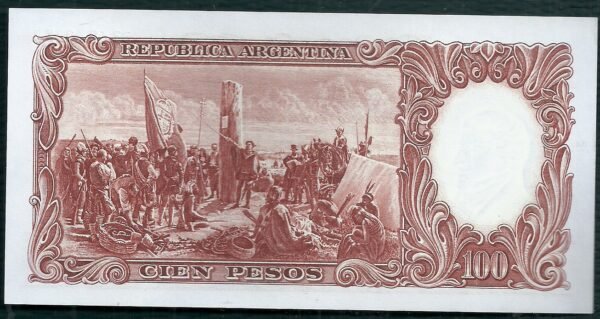 REPUBLICA ARGENTINA
CIEN PESOS
100